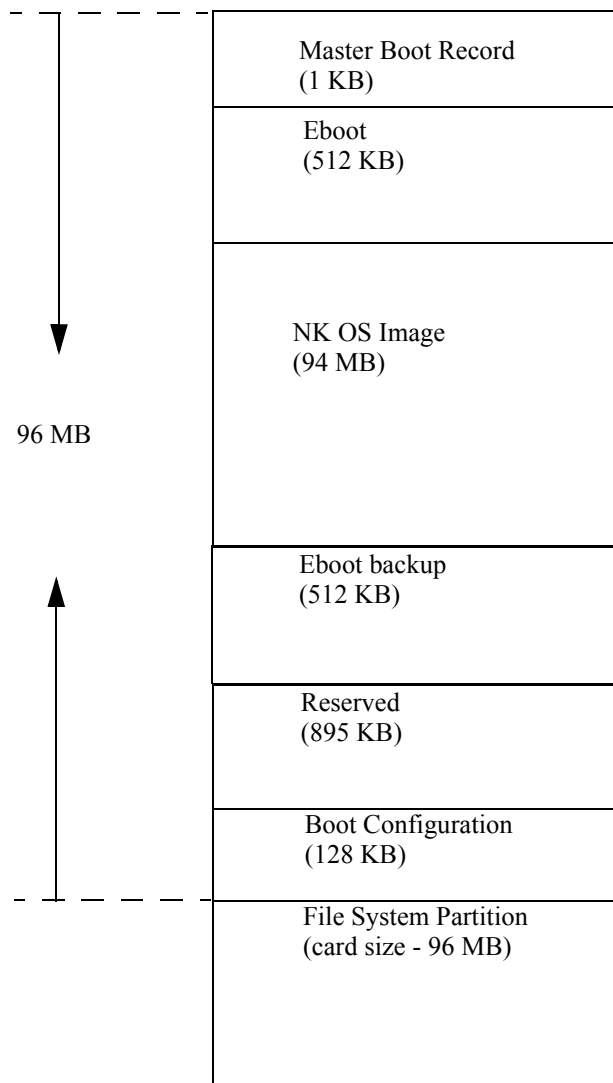 Master Boot Record
(1 KB)
Eboot
(512 KB)
NK OS Image
(94 MB)
96 MB
Eboot backup
(512 KB)
Reserved
(895 KB)
Boot Configuration
(128 KB)
File System Partition
(card size - 96 MB)